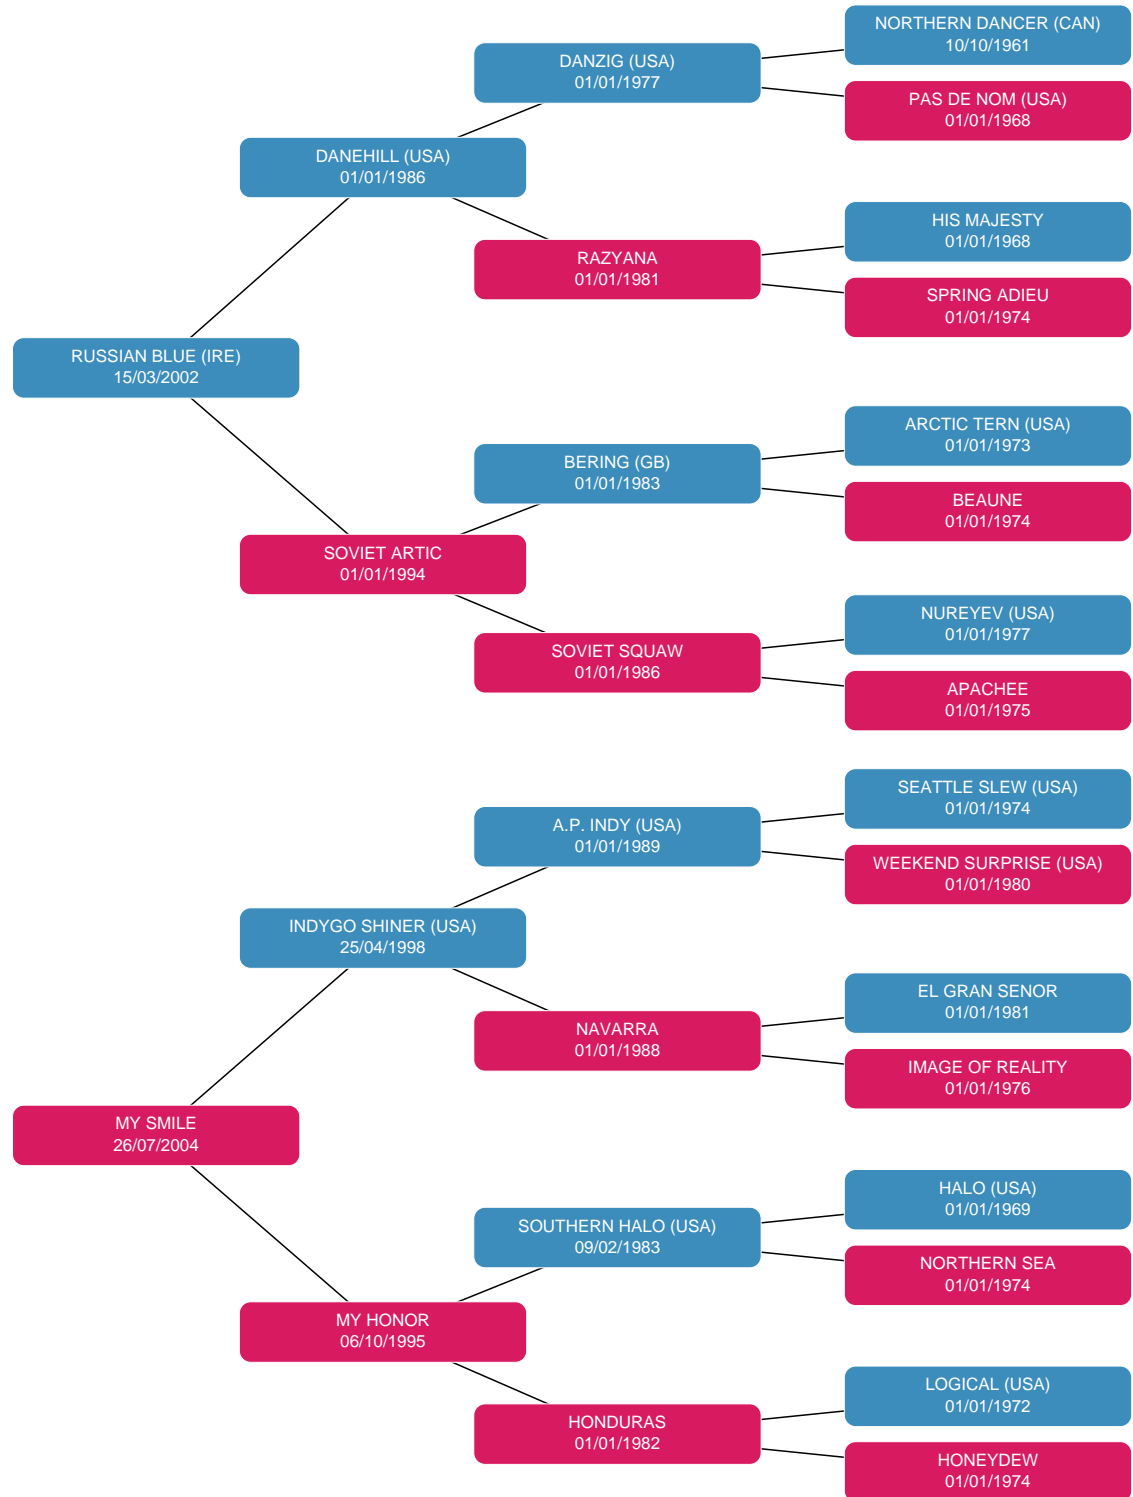 NORTHERN DANCER (CAN)
10/10/1961
DANZIG (USA)
01/01/1977
PAS DE NOM (USA)
01/01/1968
DANEHILL (USA)
01/01/1986
HIS MAJESTY
01/01/1968
RAZYANA
01/01/1981
SPRING ADIEU
01/01/1974
RUSSIAN BLUE (IRE)
15/03/2002
ARCTIC TERN (USA)
01/01/1973
BERING (GB)
01/01/1983
BEAUNE
01/01/1974
SOVIET ARTIC
01/01/1994
NUREYEV (USA)
01/01/1977
SOVIET SQUAW
01/01/1986
APACHEE
01/01/1975
SEATTLE SLEW (USA)
01/01/1974
A.P. INDY (USA)
01/01/1989
WEEKEND SURPRISE (USA)
01/01/1980
INDYGO SHINER (USA)
25/04/1998
EL GRAN SENOR
01/01/1981
NAVARRA
01/01/1988
IMAGE OF REALITY
01/01/1976
MY SMILE
26/07/2004
HALO (USA)
01/01/1969
SOUTHERN HALO (USA)
09/02/1983
NORTHERN SEA
01/01/1974
MY HONOR
06/10/1995
LOGICAL (USA)
01/01/1972
HONDURAS
01/01/1982
HONEYDEW
01/01/1974